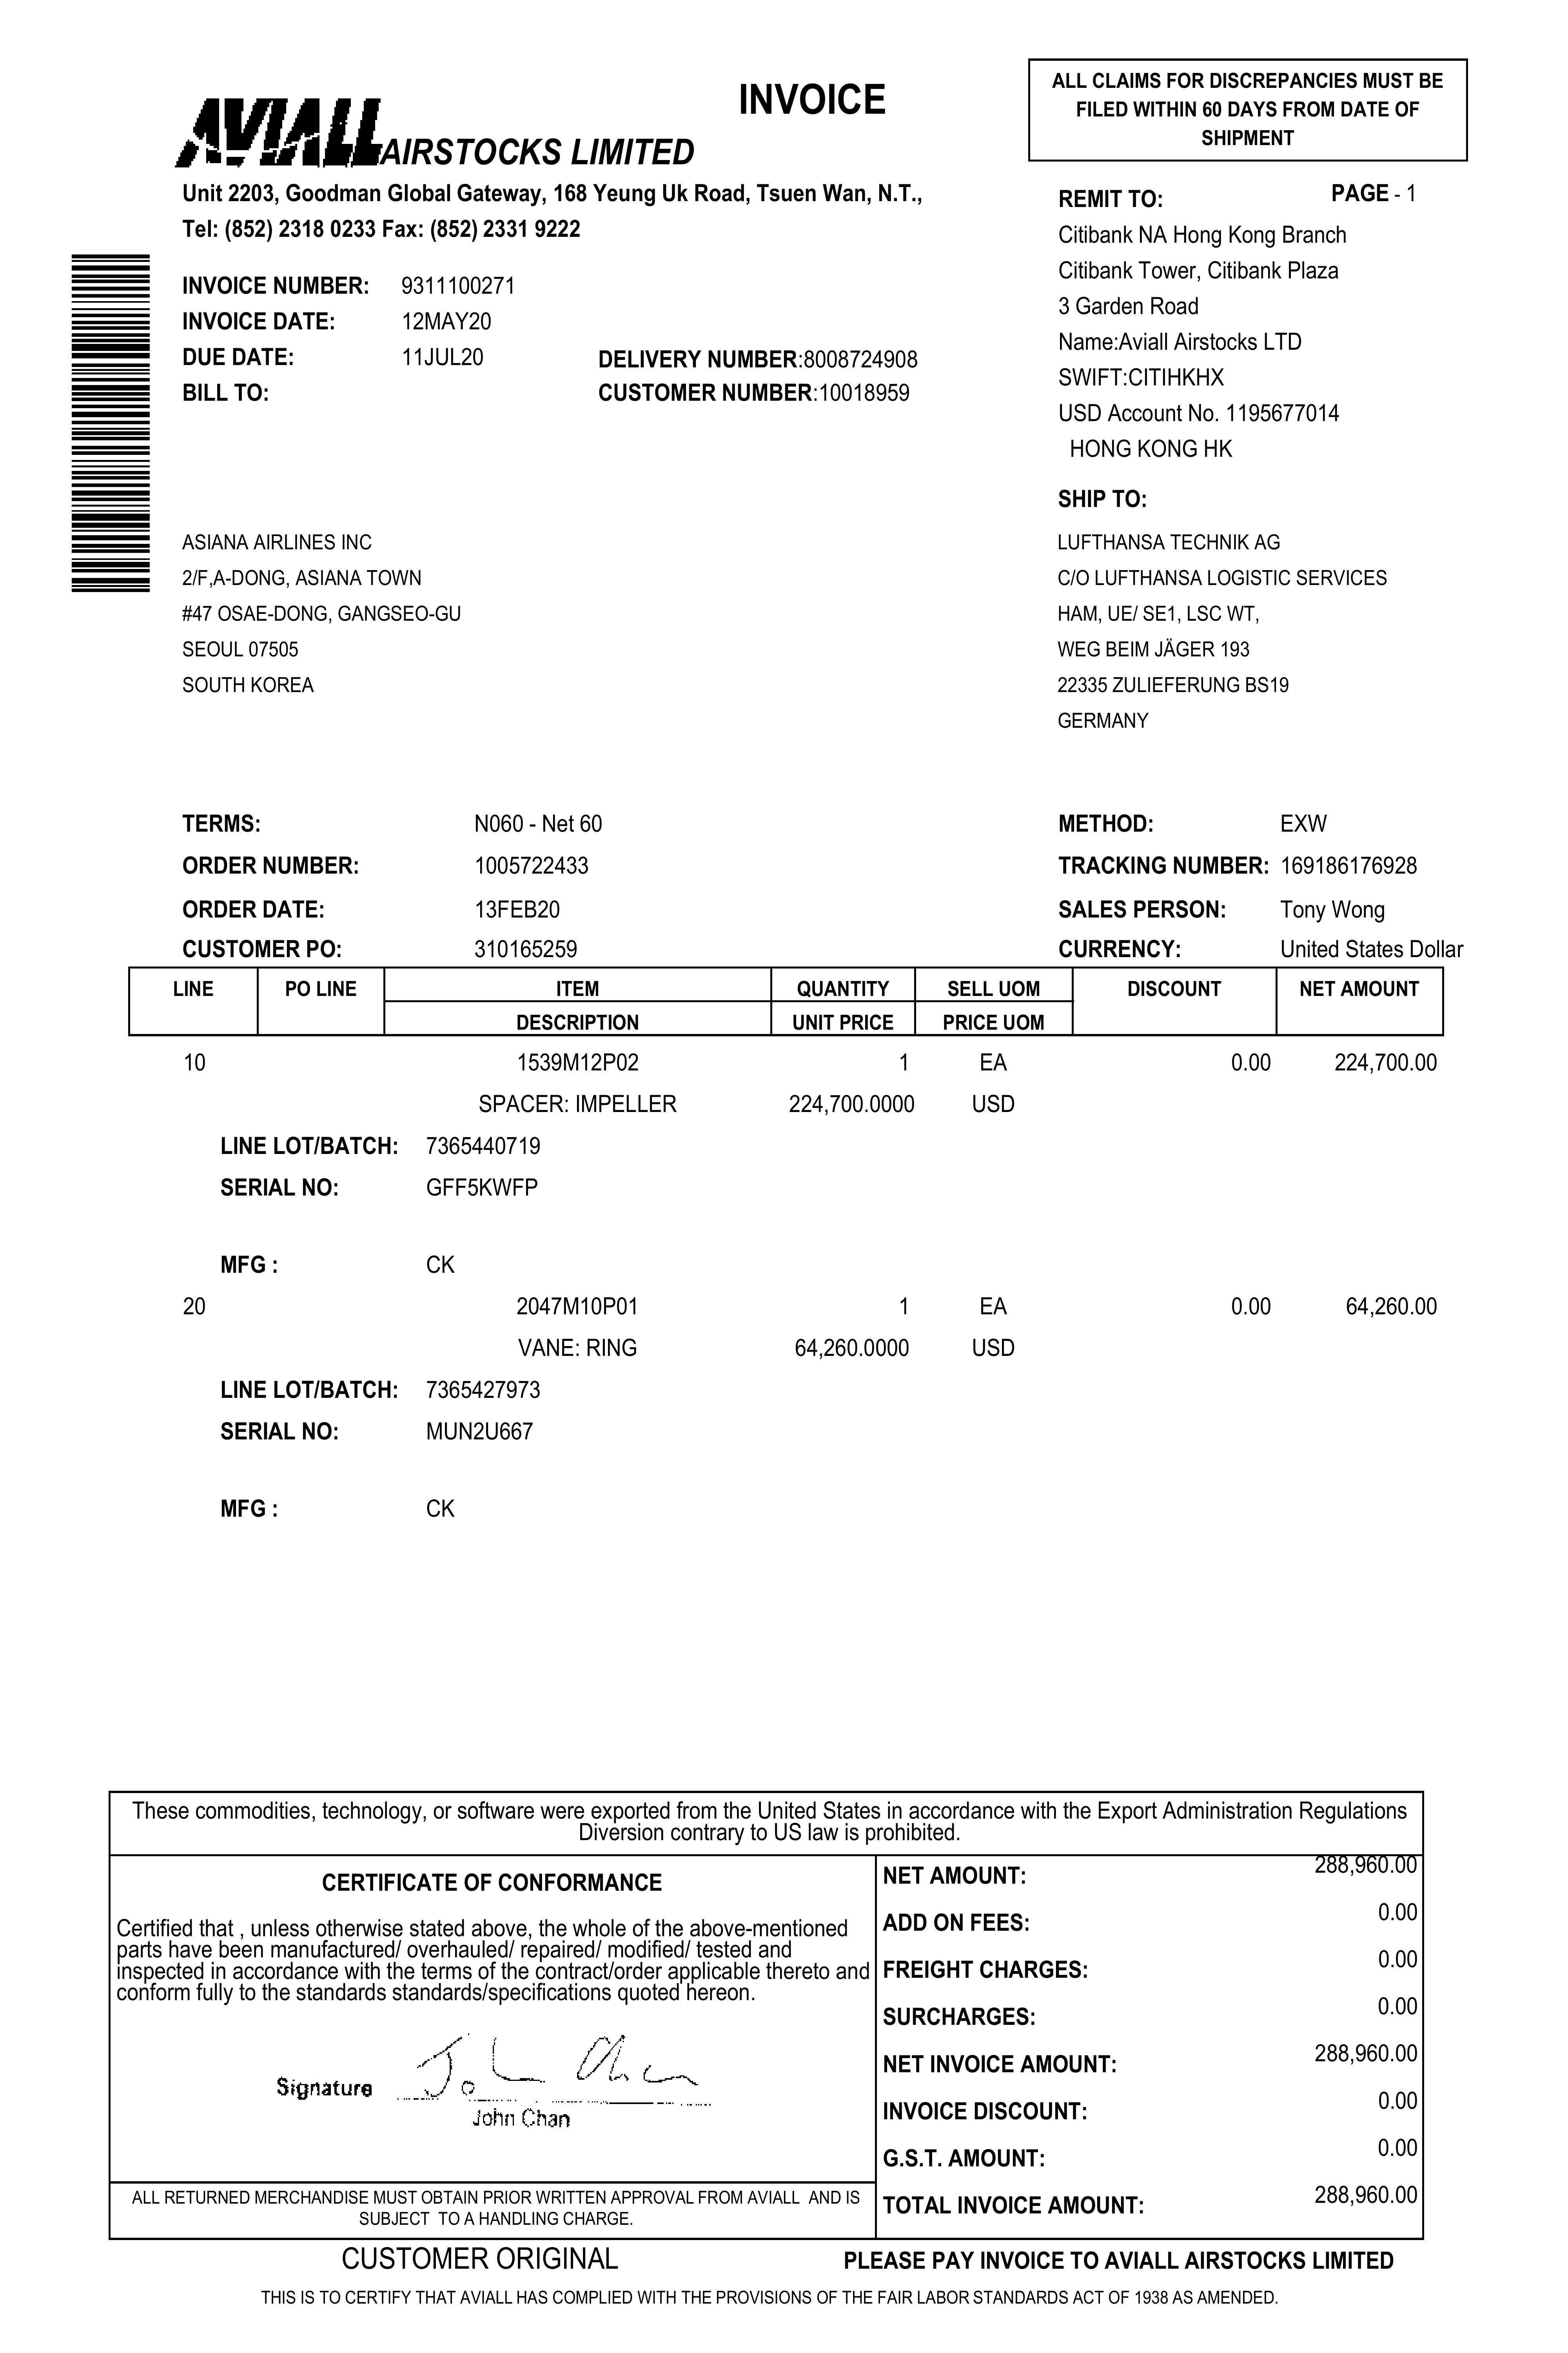 INVOICE
ALL CLAIMS FOR DISCREPANCIES MUST BE
FILED WITHIN 60 DAYS FROM DATE OF
SHIPMENT
AVIALL AIRSTOCKS LIMITED
Unit 2203, Goodman Global Gateway, 168 Yeung Uk Road, Tsuen Wan, N.T.,
Tel: (852) 2318 0233 Fax: (852) 2331 9222
REMIT TO: PAGE - 1
Citibank NA Hong Kong Branch
Citibank Tower, Citibank Plaza
3 Garden Road
Name:Aviall Airstocks LTD
SWIFT:CITIHKHX
USD Account No. 1195677014
HONG KONG HK
INVOICE NUMBER: 9311100271
INVOICE DATE: 12MAY20
DUE DATE: 11JUL20 DELIVERY NUMBER:8008724908
BILL TO: CUSTOMER NUMBER:10018959
ASIANA AIRLINES INC
2/F,A-DONG, ASIANA TOWN
#47 OSAE-DONG, GANGSEO-GU
SEOUL 07505
SOUTH KOREA
SHIP TO:
LUFTHANSA TECHNIK AG
C/O LUFTHANSA LOGISTIC SERVICES
HAM, UE/ SE1, LSC WT,
WEG BEIM JÄGER 193
22335 ZULIEFERUNG BS19
GERMANY
TERMS: N060 - Net 60 METHOD: EXW
ORDER NUMBER: 1005722433 TRACKING NUMBER: 169186176928
ORDER DATE: 13FEB20 SALES PERSON: Tony Wong
CUSTOMER PO: 310165259 CURRENCY: United States Dollar
LINE PO LINE ITEM QUANTITY SELL UOM DISCOUNT NET AMOUNT
DESCRIPTION UNIT PRICE PRICE UOM
10 1539M12P02 1 EA 0.00 224,700.00
SPACER: IMPELLER 224,700.0000 USD
LINE LOT/BATCH: 7365440719
SERIAL NO: GFF5KWFP
MFG : CK
20 2047M10P01 1 EA 0.00 64,260.00
VANE: RING 64,260.0000 USD
LINE LOT/BATCH: 7365427973
SERIAL NO: MUN2U667
MFG : CK
These commodities, technology, or software were exported from the United States in accordance with the Export Administration Regulations
Diversion contrary to US law is prohibited.
CERTIFICATE OF CONFORMANCE
Certified that , unless otherwise stated above, the whole of the above-mentioned
parts have been manufactured/ overhauled/ repaired/ modified/ tested and
inspected in accordance with the terms of the contract/order applicable thereto and
conform fully to the standards standards/specifications quoted hereon.
Signature John Chan
John Chan
ALL RETURNED MERCHANDISE MUST OBTAIN PRIOR WRITTEN APPROVAL FROM AVIALL AND IS
SUBJECT TO A HANDLING CHARGE.
NET AMOUNT: 288,960.00
ADD ON FEES: 0.00
FREIGHT CHARGES: 0.00
SURCHARGES: 0.00
NET INVOICE AMOUNT: 288,960.00
INVOICE DISCOUNT: 0.00
G.S.T. AMOUNT: 0.00
TOTAL INVOICE AMOUNT: 288,960.00
CUSTOMER ORIGINAL PLEASE PAY INVOICE TO AVIALL AIRSTOCKS LIMITED
THIS IS TO CERTIFY THAT AVIALL HAS COMPLIED WITH THE PROVISIONS OF THE FAIR LABOR STANDARDS ACT OF 1938 AS AMENDED.